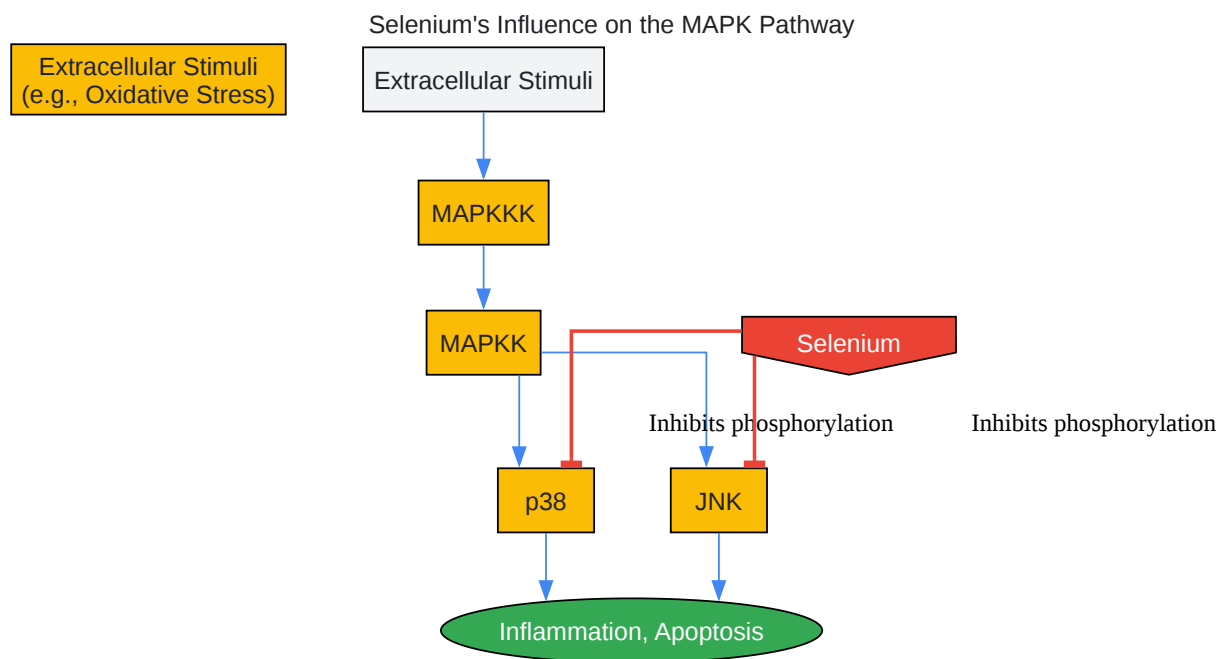 Selenium's Influence on the MAPK Pathway
Extracellular Stimuli
(e.g., Oxidative Stress)
Extracellular Stimuli
MAPKKK
MAPKK
Selenium
Inhibits phosphorylation
Inhibits phosphorylation
p38
JNK
Inflammation, Apoptosis